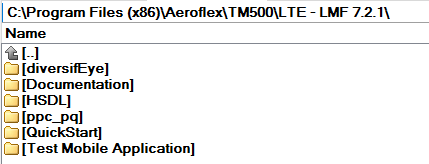 C:\Program Files (x86)\Aeroflex\TM500\LTE - LMF 7.2.1\
Name
[..]
[diversifEye]
[Documentation]
[HSDL]
[ppc_pq]
[QuickStart]
[Test Mobile Application]